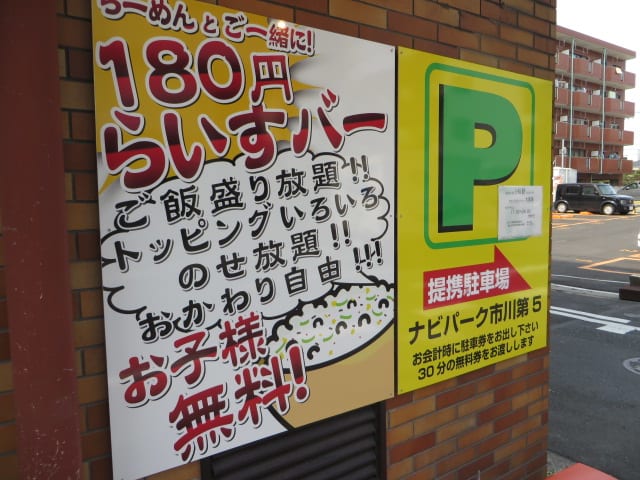 らーめんとご一緒に!
180円
らいすバー
ご飯盛り放題!!
トッピングいろいろ
のせ放題!!
おかわり自由!!!
お子様
無料!
P
提携駐車場
ナビパーク市川第5
お会計時に駐車券をお出し下さい
30分の無料券をお渡しします